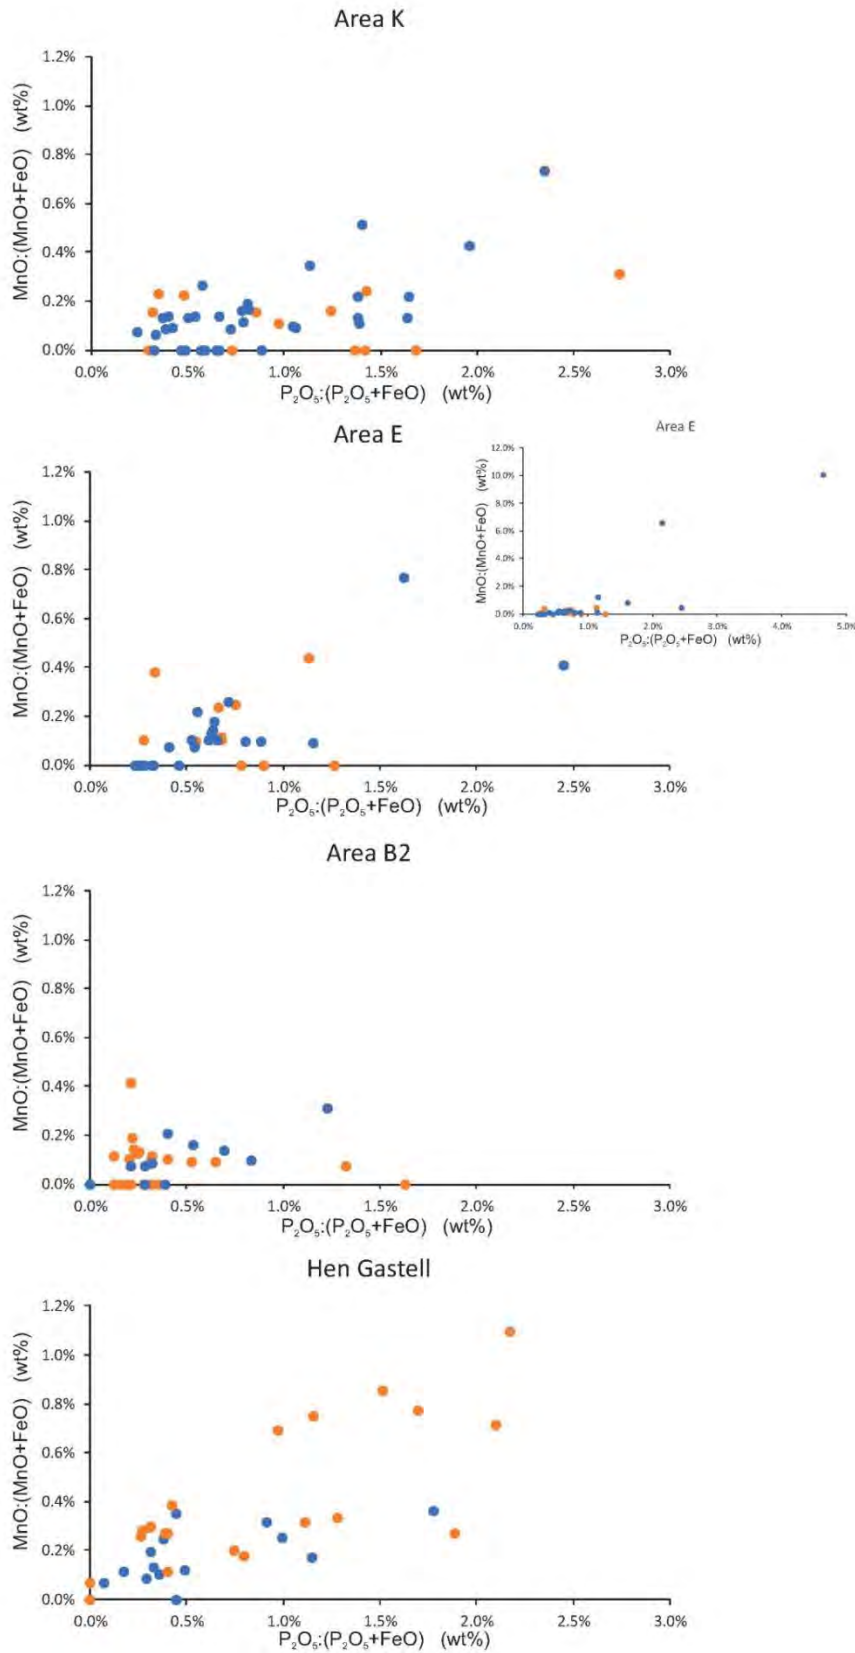 Area K
MnO:(MnO+FeO) (wt%)
1.2%
1.0%
0.8%
0.6%
0.4%
0.2%
0.0%
0.0% 0.5% 1.0% 1.5% 2.0% 2.5% 3.0%
P₂O₅:(P₂O₅+FeO) (wt%)
Area E
MnO:(MnO+FeO) (wt%)
1.2%
1.0%
0.8%
0.6%
0.4%
0.2%
0.0%
0.0% 0.5% 1.0% 1.5% 2.0% 2.5% 3.0%
P₂O₅:(P₂O₅+FeO) (wt%)
Area E
MnO:(MnO+FeO) (wt%)
12.0%
10.0%
8.0%
6.0%
4.0%
2.0%
0.0%
0.0% 1.0% 2.0% 3.0% 4.0% 5.0%
P₂O₅:(P₂O₅+FeO) (wt%)
Area B2
MnO:(MnO+FeO) (wt%)
1.2%
1.0%
0.8%
0.6%
0.4%
0.2%
0.0%
0.0% 0.5% 1.0% 1.5% 2.0% 2.5% 3.0%
P₂O₅:(P₂O₅+FeO) (wt%)
Hen Gastell
MnO:(MnO+FeO) (wt%)
1.2%
1.0%
0.8%
0.6%
0.4%
0.2%
0.0%
0.0% 0.5% 1.0% 1.5% 2.0% 2.5% 3.0%
P₂O₅:(P₂O₅+FeO) (wt%)